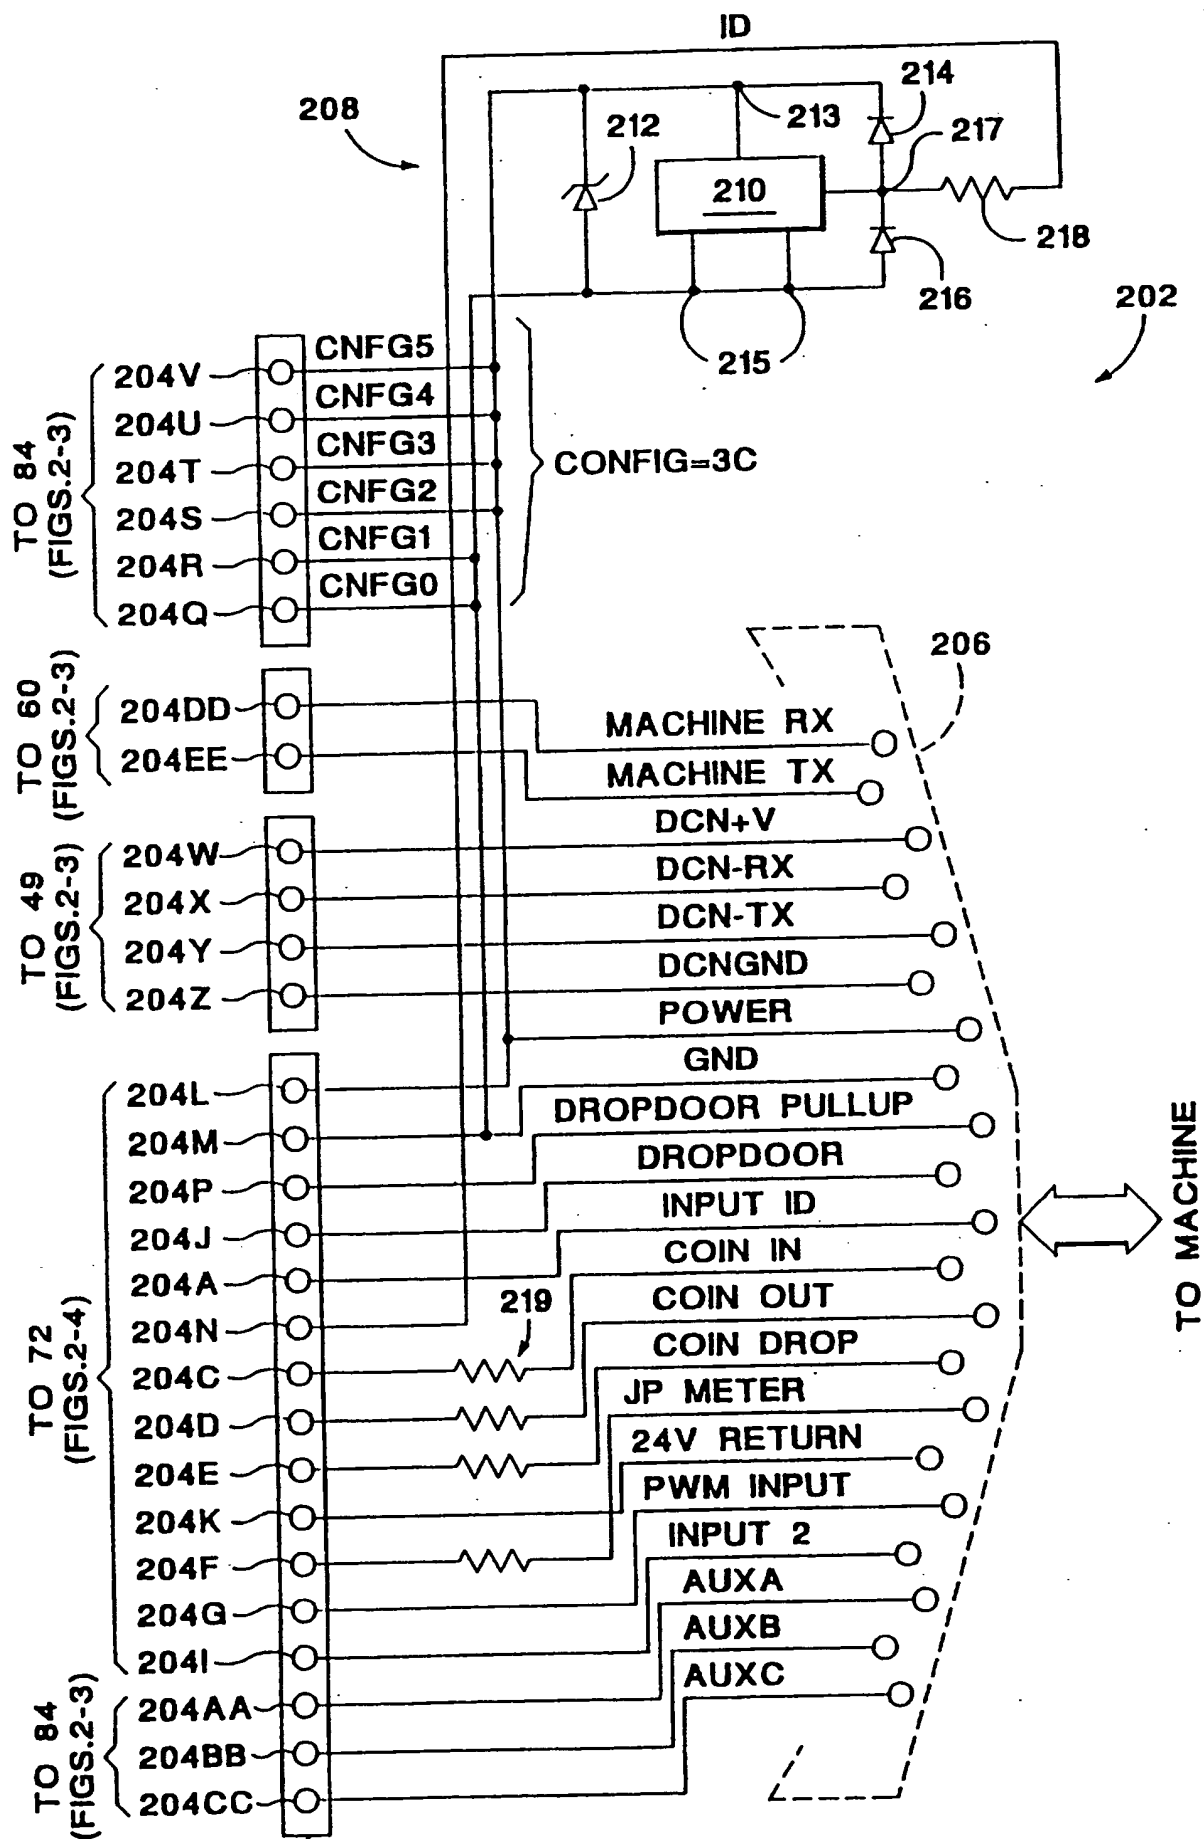 ID
208
212
213
214
217
210
218
216
215
202
TO 84
(FIGS.2-3)
204V
CNFG5
204U
CNFG4
204T
CNFG3
204S
CNFG2
204R
CNFG1
204Q
CNFG0
CONFIG=3C
206
TO 60
(FIGS.2-3)
204DD
MACHINE RX
204EE
MACHINE TX
TO 49
(FIGS.2-3)
204W
DCN+V
204X
DCN-RX
204Y
DCN-TX
204Z
DCNGND
POWER
TO 72
(FIGS.2-4)
204L
GND
204M
DROPDOOR PULLUP
204P
DROPDOOR
204J
INPUT ID
204A
COIN IN
204N
219
COIN OUT
204C
COIN DROP
204D
JP METER
204E
24V RETURN
204K
PWM INPUT
204F
INPUT 2
204G
AUXA
204I
AUXB
TO 84
(FIGS.2-3)
204AA
AUXC
204BB
204CC
TO MACHINE